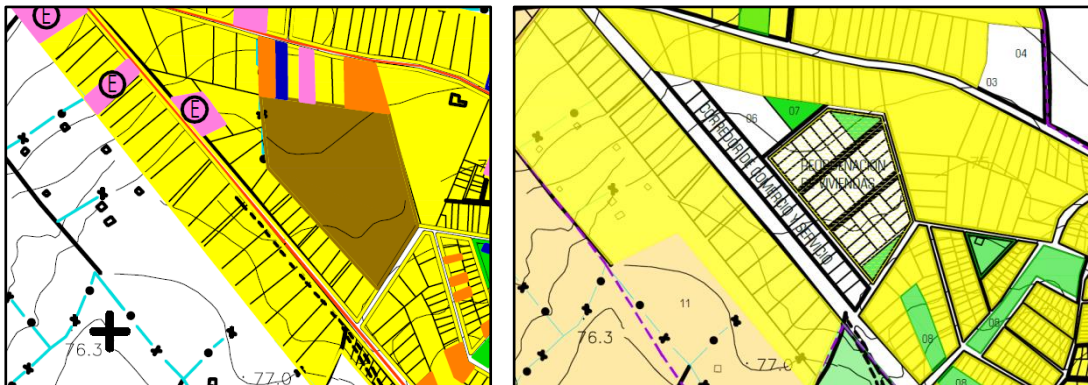 E
E
E
76.3
77.0
04
03
07
06
CORREDOR DE COMERCIO Y SERVICIO
REORDENACION
VIVIENDAS
11
76.3
77.0
08
09
08